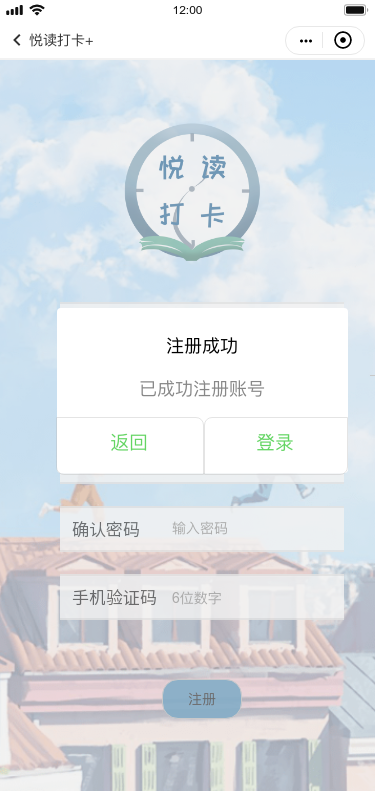 12:00
悦读打卡+
悦 读
打 卡
注册成功
已成功注册账号
返回 登录
确认密码 输入密码
手机验证码 6位数字
注册